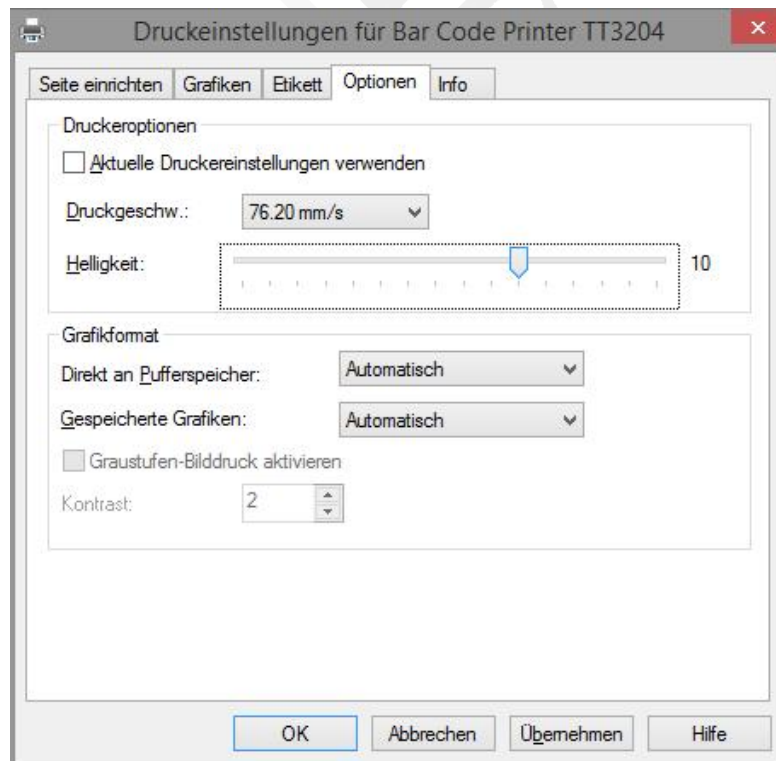 Druckeinstellungen für Bar Code Printer TT3204
Seite einrichten Grafiken Etikett Optionen Info
Druckeroptionen
Aktuelle Druckereinstellungen verwenden
Druckgeschw.: 76.20 mm/s
Helligkeit: 10
Grafikformat
Direkt an Pufferspeicher: Automatisch
Gespeicherte Grafiken: Automatisch
Graustufen-Bilddruck aktivieren
Kontrast: 2
OK Abbrechen Übernehmen Hilfe